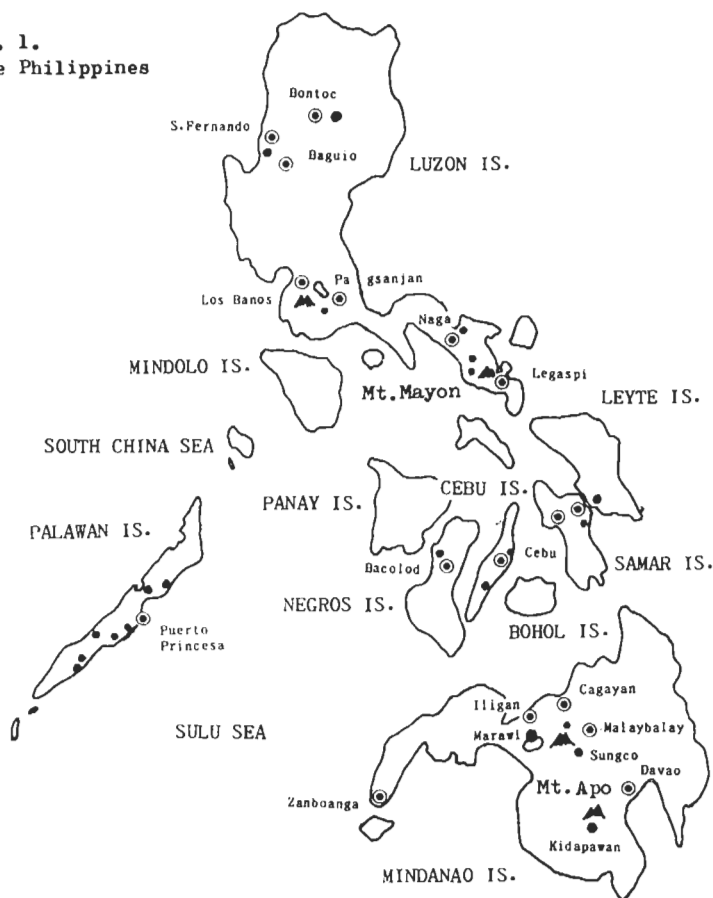 . 1.
e Philippines
Bontoc
S.Fernando
Baguio
LUZON IS.
Pa gsanjan
Los Banos
Naga
MINDOLO IS.
Legaspi
Mt.Mayon
LEYTE IS.
SOUTH CHINA SEA
CEBU IS.
PANAY IS.
PALAWAN IS.
Bacolod
Cebu
SAMAR IS.
NEGROS IS.
BOHOL IS.
Puerto
Princesa
Cagayan
Iligan
SULU SEA
Marawi
Malaybalay
Sungco
Davao
Mt.Apo
Zanboanga
Kidapawan
MINDANAO IS.